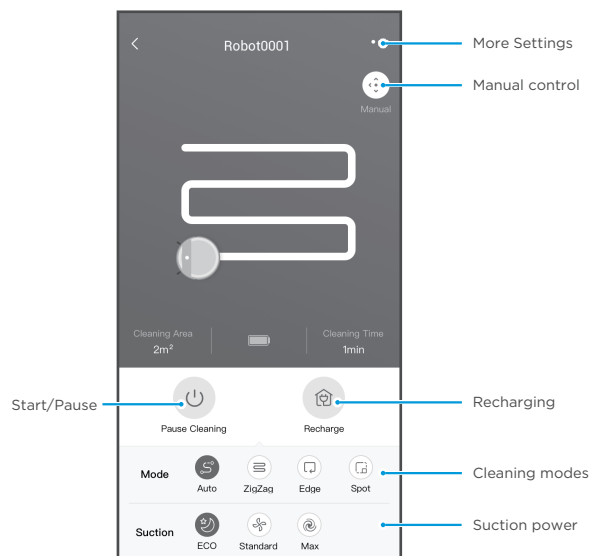 Robot0001
More Settings
Manual control
Manual
Cleaning Area
2m²
Cleaning Time
1min
Start/Pause
Pause Cleaning
Recharge
Recharging
Mode
Auto
ZigZag
Edge
Spot
Cleaning modes
Suction
ECO
Standard
Max
Suction power